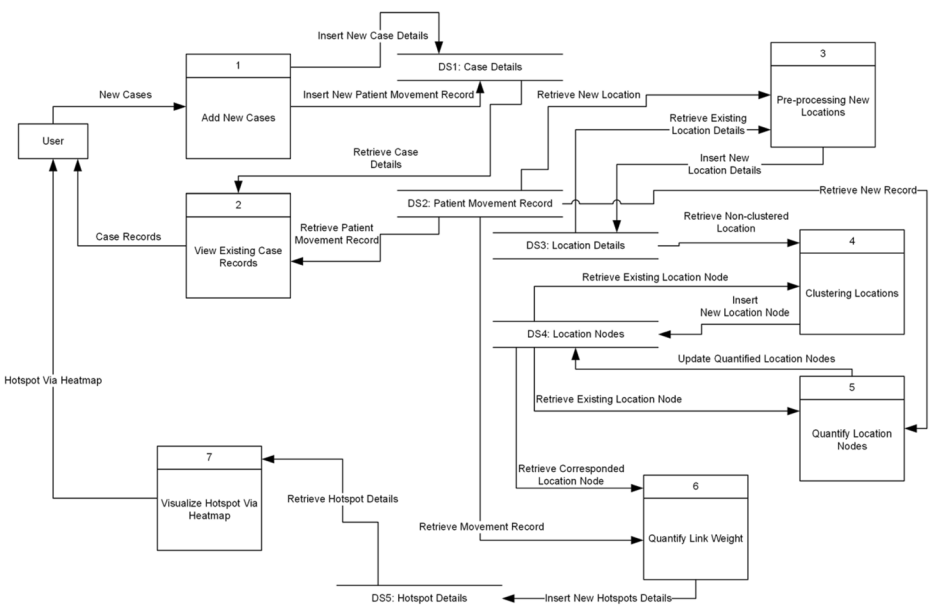 Insert New Case Details
1
DS1: Case Details
3
New Cases
Insert New Patient Movement Record
Retrieve New Location
Pre-processing New
Locations
Add New Cases
User
Retrieve Existing
Location Details
Retrieve Case
Details
Insert New
Location Details
Retrieve New Record
2
DS2: Patient Movement Record
Retrieve Patient
Movement Record
Case Records
View Existing Case
Records
DS3: Location Details
Retrieve Non-clustered
Location
4
Retrieve Existing Location Node
Clustering Locations
Insert
New Location Node
DS4: Location Nodes
Update Quantified Location Nodes
Hotspot Via Heatmap
5
Retrieve Existing Location Node
Quantify Location
Nodes
7
Retrieve Corresponded
Location Node
6
Visualize Hotspot Via
Heatmap
Retrieve Hotspot Details
Retrieve Movement Record
Quantify Link Weight
DS5: Hotspot Details
Insert New Hotspots Details